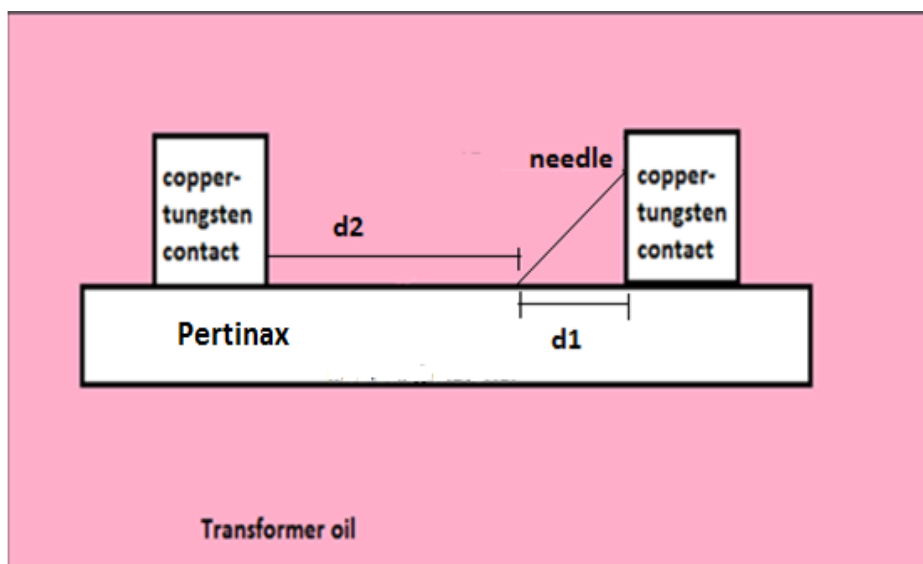 needle
copper-
tungsten
contact
copper-
tungsten
contact
d2
Pertinax
d1
Transformer oil